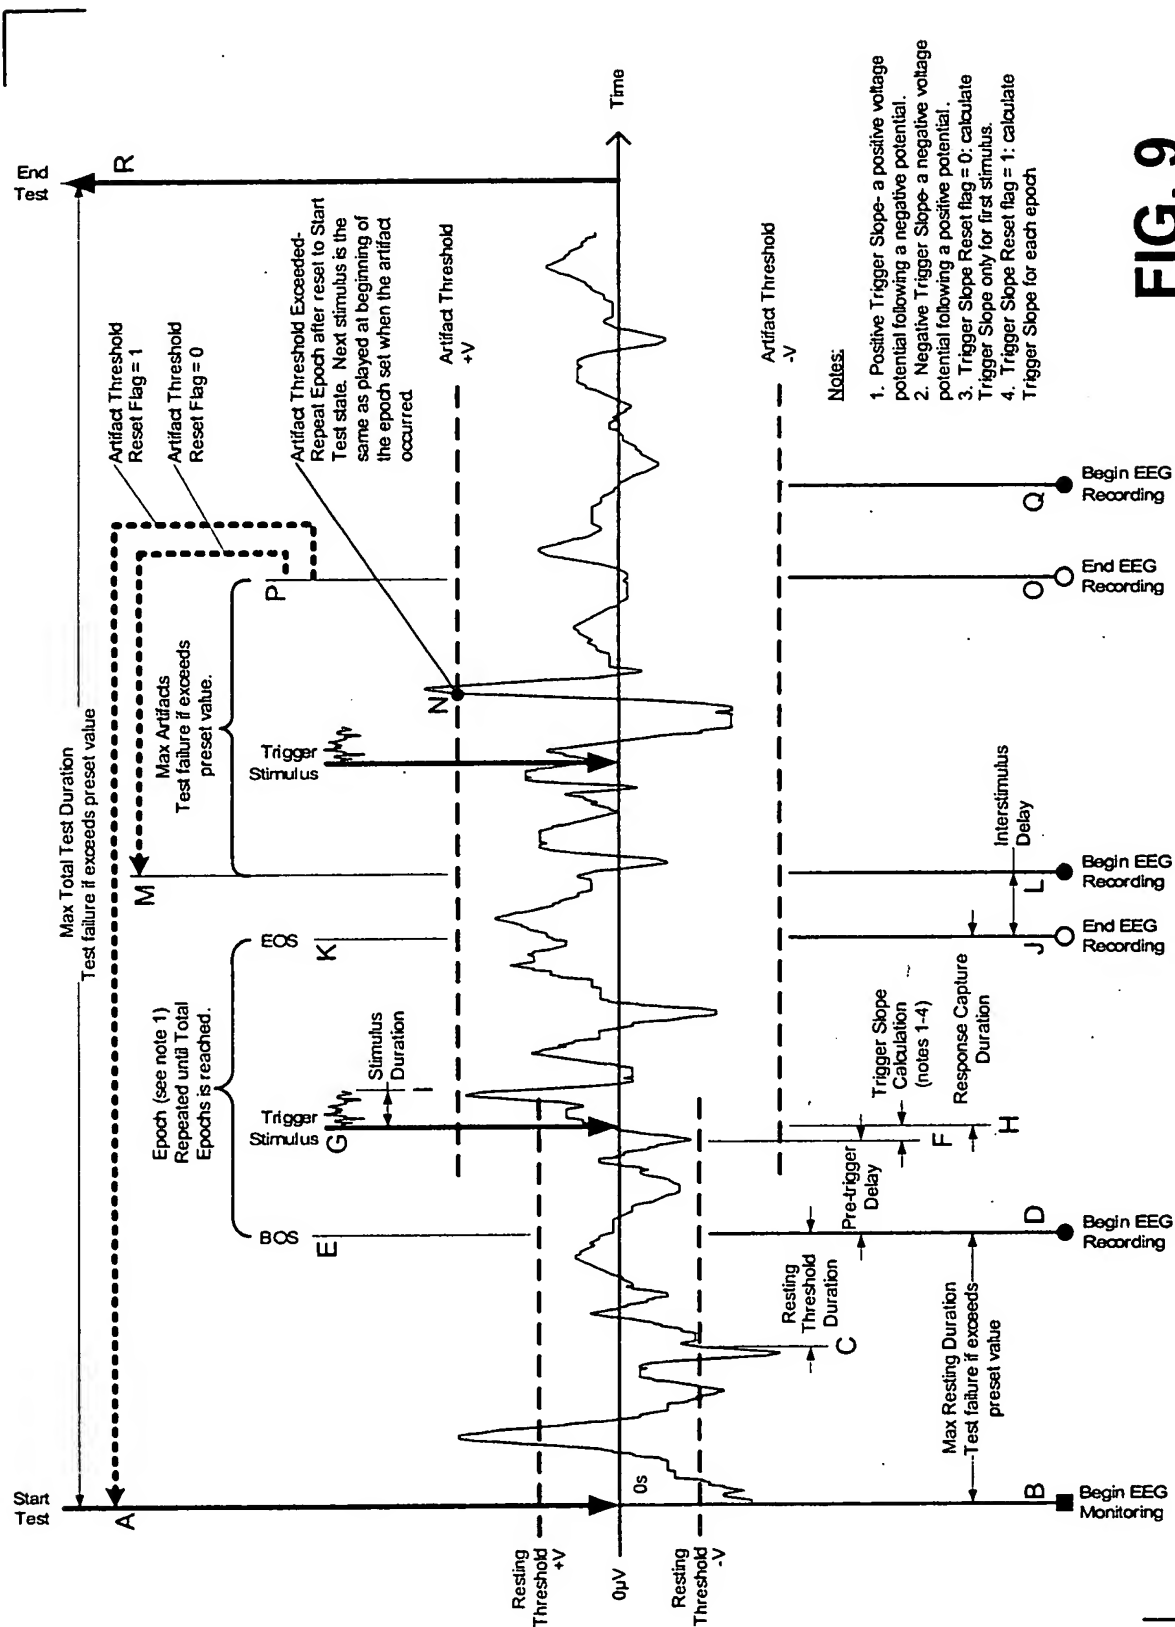 Start
Test
End
Test
Max Total Test Duration
Test failure if exceeds preset value
A
R
Artifact Threshold
Reset Flag = 1
Artifact Threshold
Reset Flag = 0
Epoch (see note 1)
Repeated until Total
Epochs is reached.
Max Artifacts
Test failure if exceeds
preset value.
M
P
BOS
E
EOS
K
Trigger
Stimulus
G
Stimulus
Duration
I
Trigger
Stimulus
Artifact Threshold Exceeded-
Repeat Epoch after reset to Start
Test state. Next stimulus is the
same as played at beginning of
the epoch set when the artifact
occurred.
N
Artifact Threshold
+V
Resting
Threshold
+V
0µV
0s
Time
Resting
Threshold
-V
Artifact Threshold
-V
C
Resting
Threshold
Duration
Pre-trigger
Delay
F
Trigger Slope
Calculation
(notes 1-4)
H
Response Capture
Duration
Interstimulus
Delay
Max Resting Duration
Test failure if exceeds
preset value
B
Begin EEG
Monitoring
D
Begin EEG
Recording
J
End EEG
Recording
L
Begin EEG
Recording
O
End EEG
Recording
Q
Begin EEG
Recording
Notes:
1. Positive Trigger Slope- a positive voltage
potential following a negative potential.
2. Negative Trigger Slope- a negative voltage
potential following a positive potential.
3. Trigger Slope Reset flag = 0: calculate
Trigger Slope only for first stimulus.
4. Trigger Slope Reset flag = 1: calculate
Trigger Slope for each epoch
FIG. 9